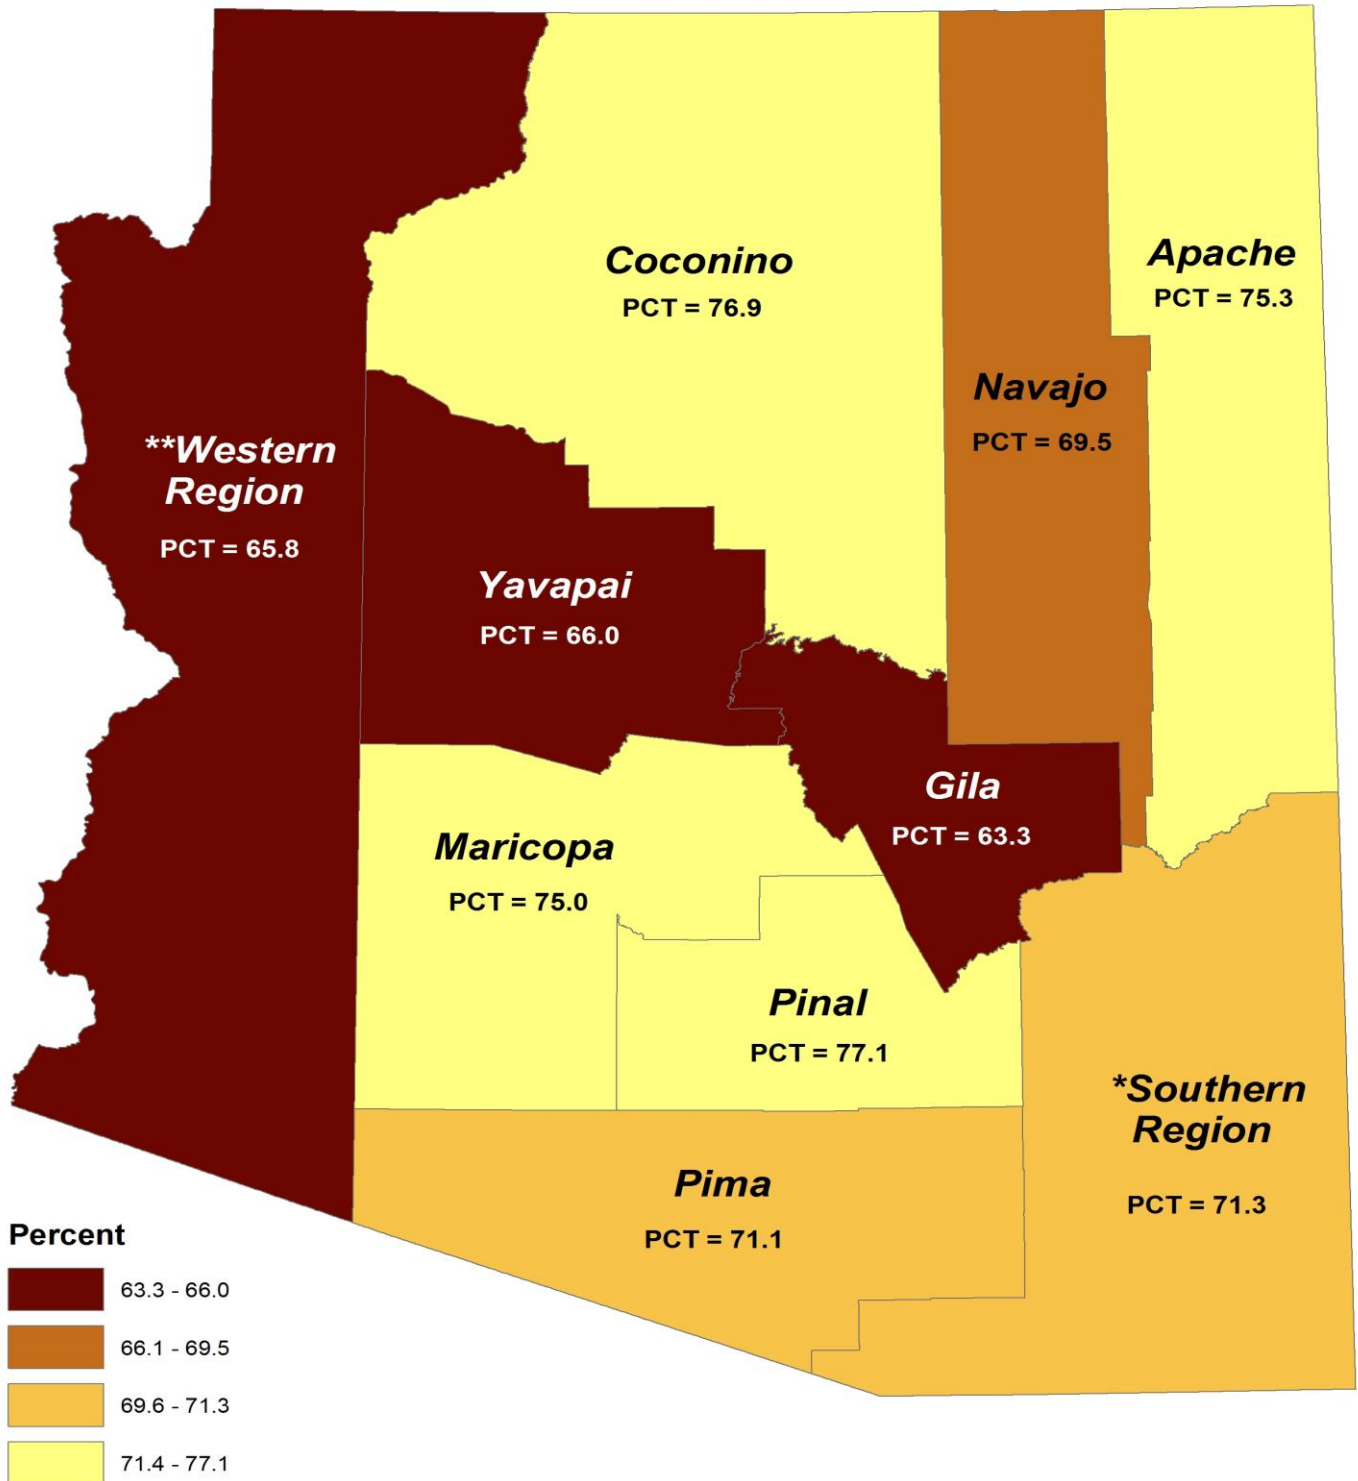 Coconino
PCT = 76.9
Apache
PCT = 75.3
Navajo
PCT = 69.5
**Western
Region
PCT = 65.8
Yavapai
PCT = 66.0
Gila
PCT = 63.3
Maricopa
PCT = 75.0
Pinal
PCT = 77.1
*Southern
Region
PCT = 71.3
Pima
PCT = 71.1
Percent
63.3 - 66.0
66.1 - 69.5
69.6 - 71.3
71.4 - 77.1